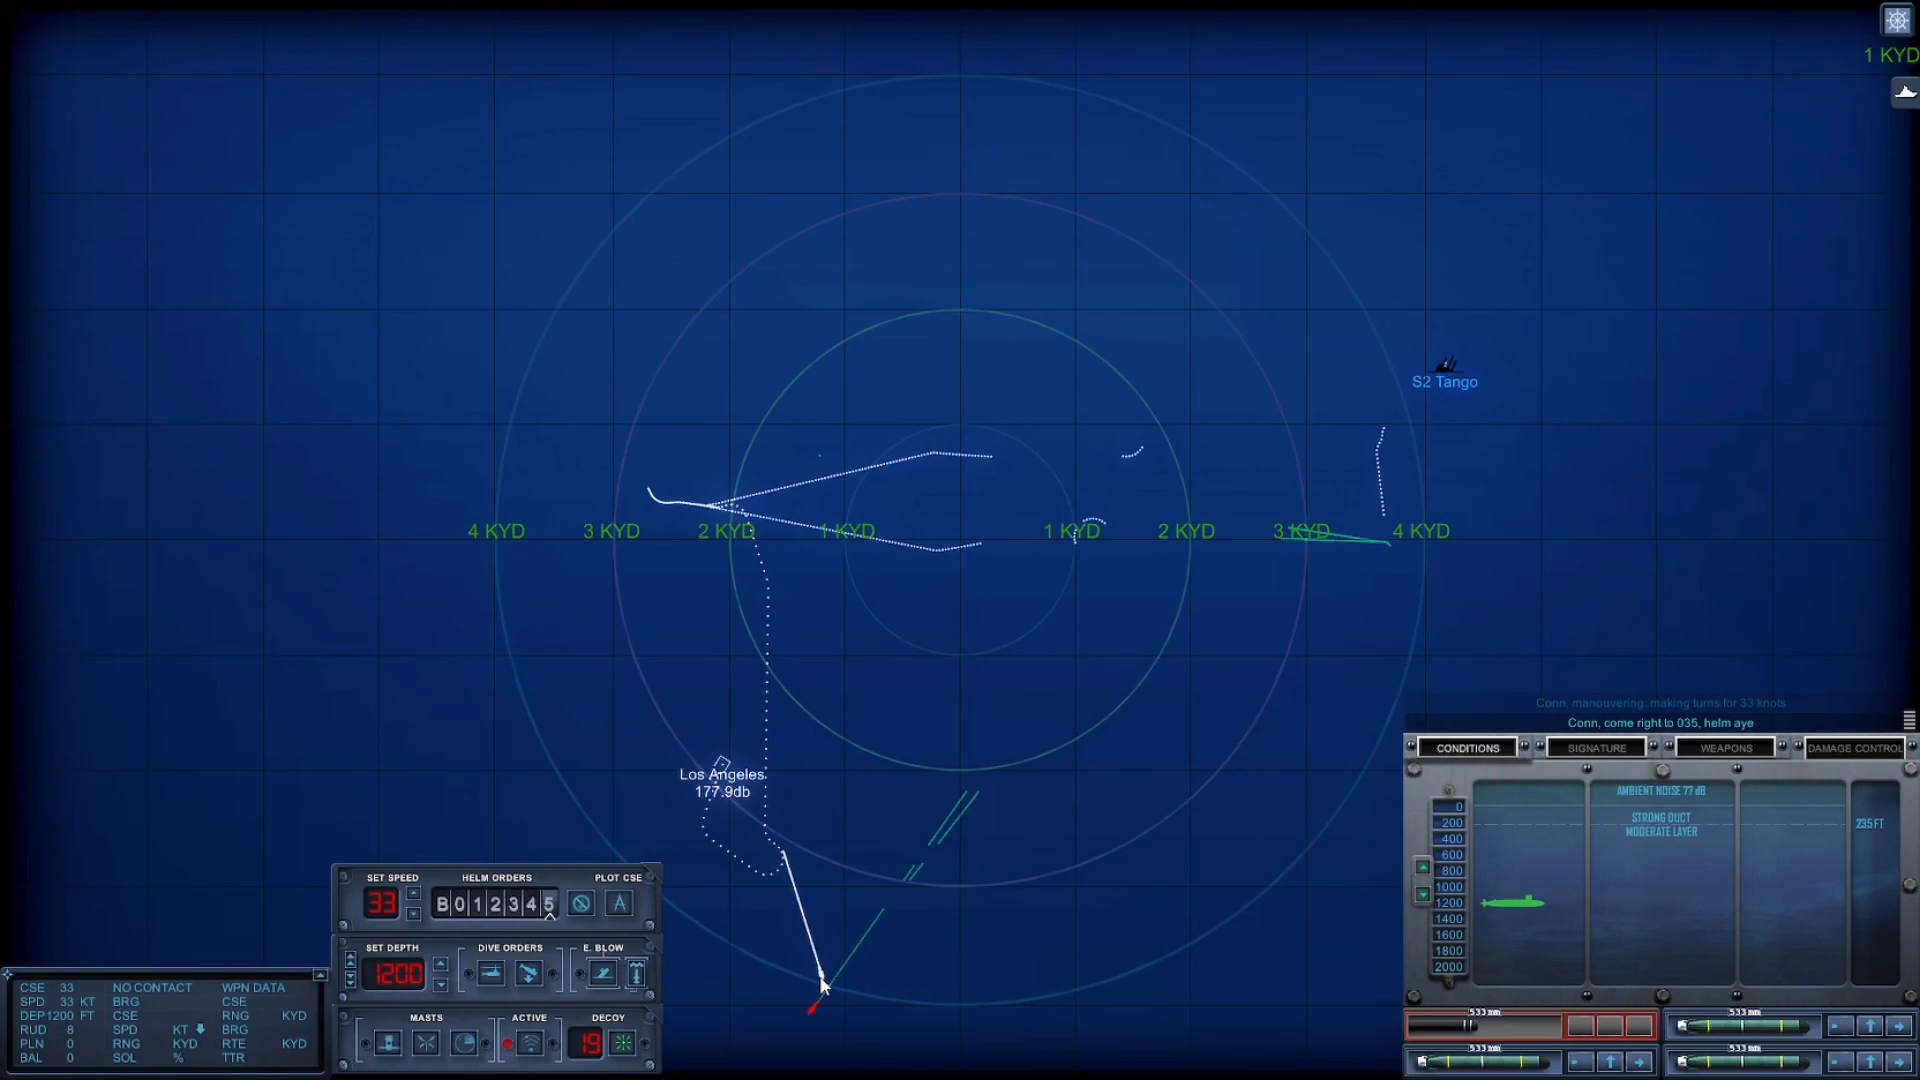 1 KYD
S2 Tango
4 KYD 3 KYD 2 KYD 1 KYD 1 KYD 2 KYD 3 KYD 4 KYD
Los Angeles
177.9db
Conn, manouvering: making turns for 33 knots
Conn, come right to 035, helm aye
CONDITIONS SIGNATURE WEAPONS DAMAGE CONTROL
AMBIENT NOISE 77 dB
STRONG DUCT
MODERATE LAYER
235 FT
0
200
400
600
800
1000
1200
1400
1600
1800
2000
SET SPEED HELM ORDERS PLOT CSE
33 B 0 1 2 3 4 5
SET DEPTH DIVE ORDERS E. BLOW
1200
MASTS ACTIVE DECOY
19
CSE 33 NO CONTACT WPN DATA
SPD 33 KT BRG CSE
DEP 1200 FT CSE RNG KYD
RUD 8 SPD KT BRG
PLN 0 RNG KYD RTE KYD
BAL 0 SOL % TTR
533 mm 533 mm
533 mm 533 mm